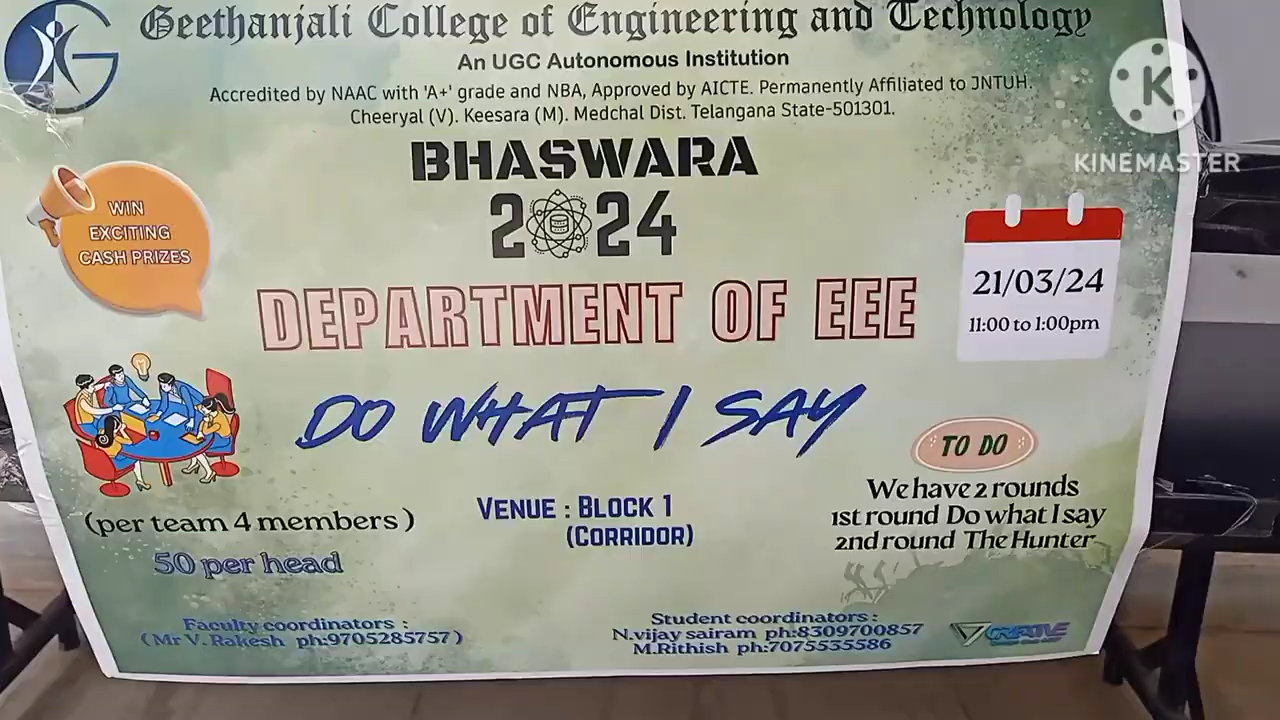 Geethanjali College of Engineering and Technology
An UGC Autonomous Institution
Accredited by NAAC with 'A+' grade and NBA, Approved by AICTE. Permanently Affiliated to JNTUH.
Cheeryal (V). Keesara (M). Medchal Dist. Telangana State-501301.
K
KINEMASTER
BHASWARA
2024
WIN
EXCITING
CASH PRIZES
21/03/24
11:00 to 1:00pm
DEPARTMENT OF EEE
DO WHAT I SAY
TO DO
We have 2 rounds
1st round Do what I say
2nd round The Hunter
(per team 4 members)
50 per head
VENUE : BLOCK 1
(CORRIDOR)
Faculty coordinators :
(Mr V. Rakesh ph:9705285757)
Student coordinators :
N.vijay sairam ph:8309700857
M.Rithish ph:7075535586